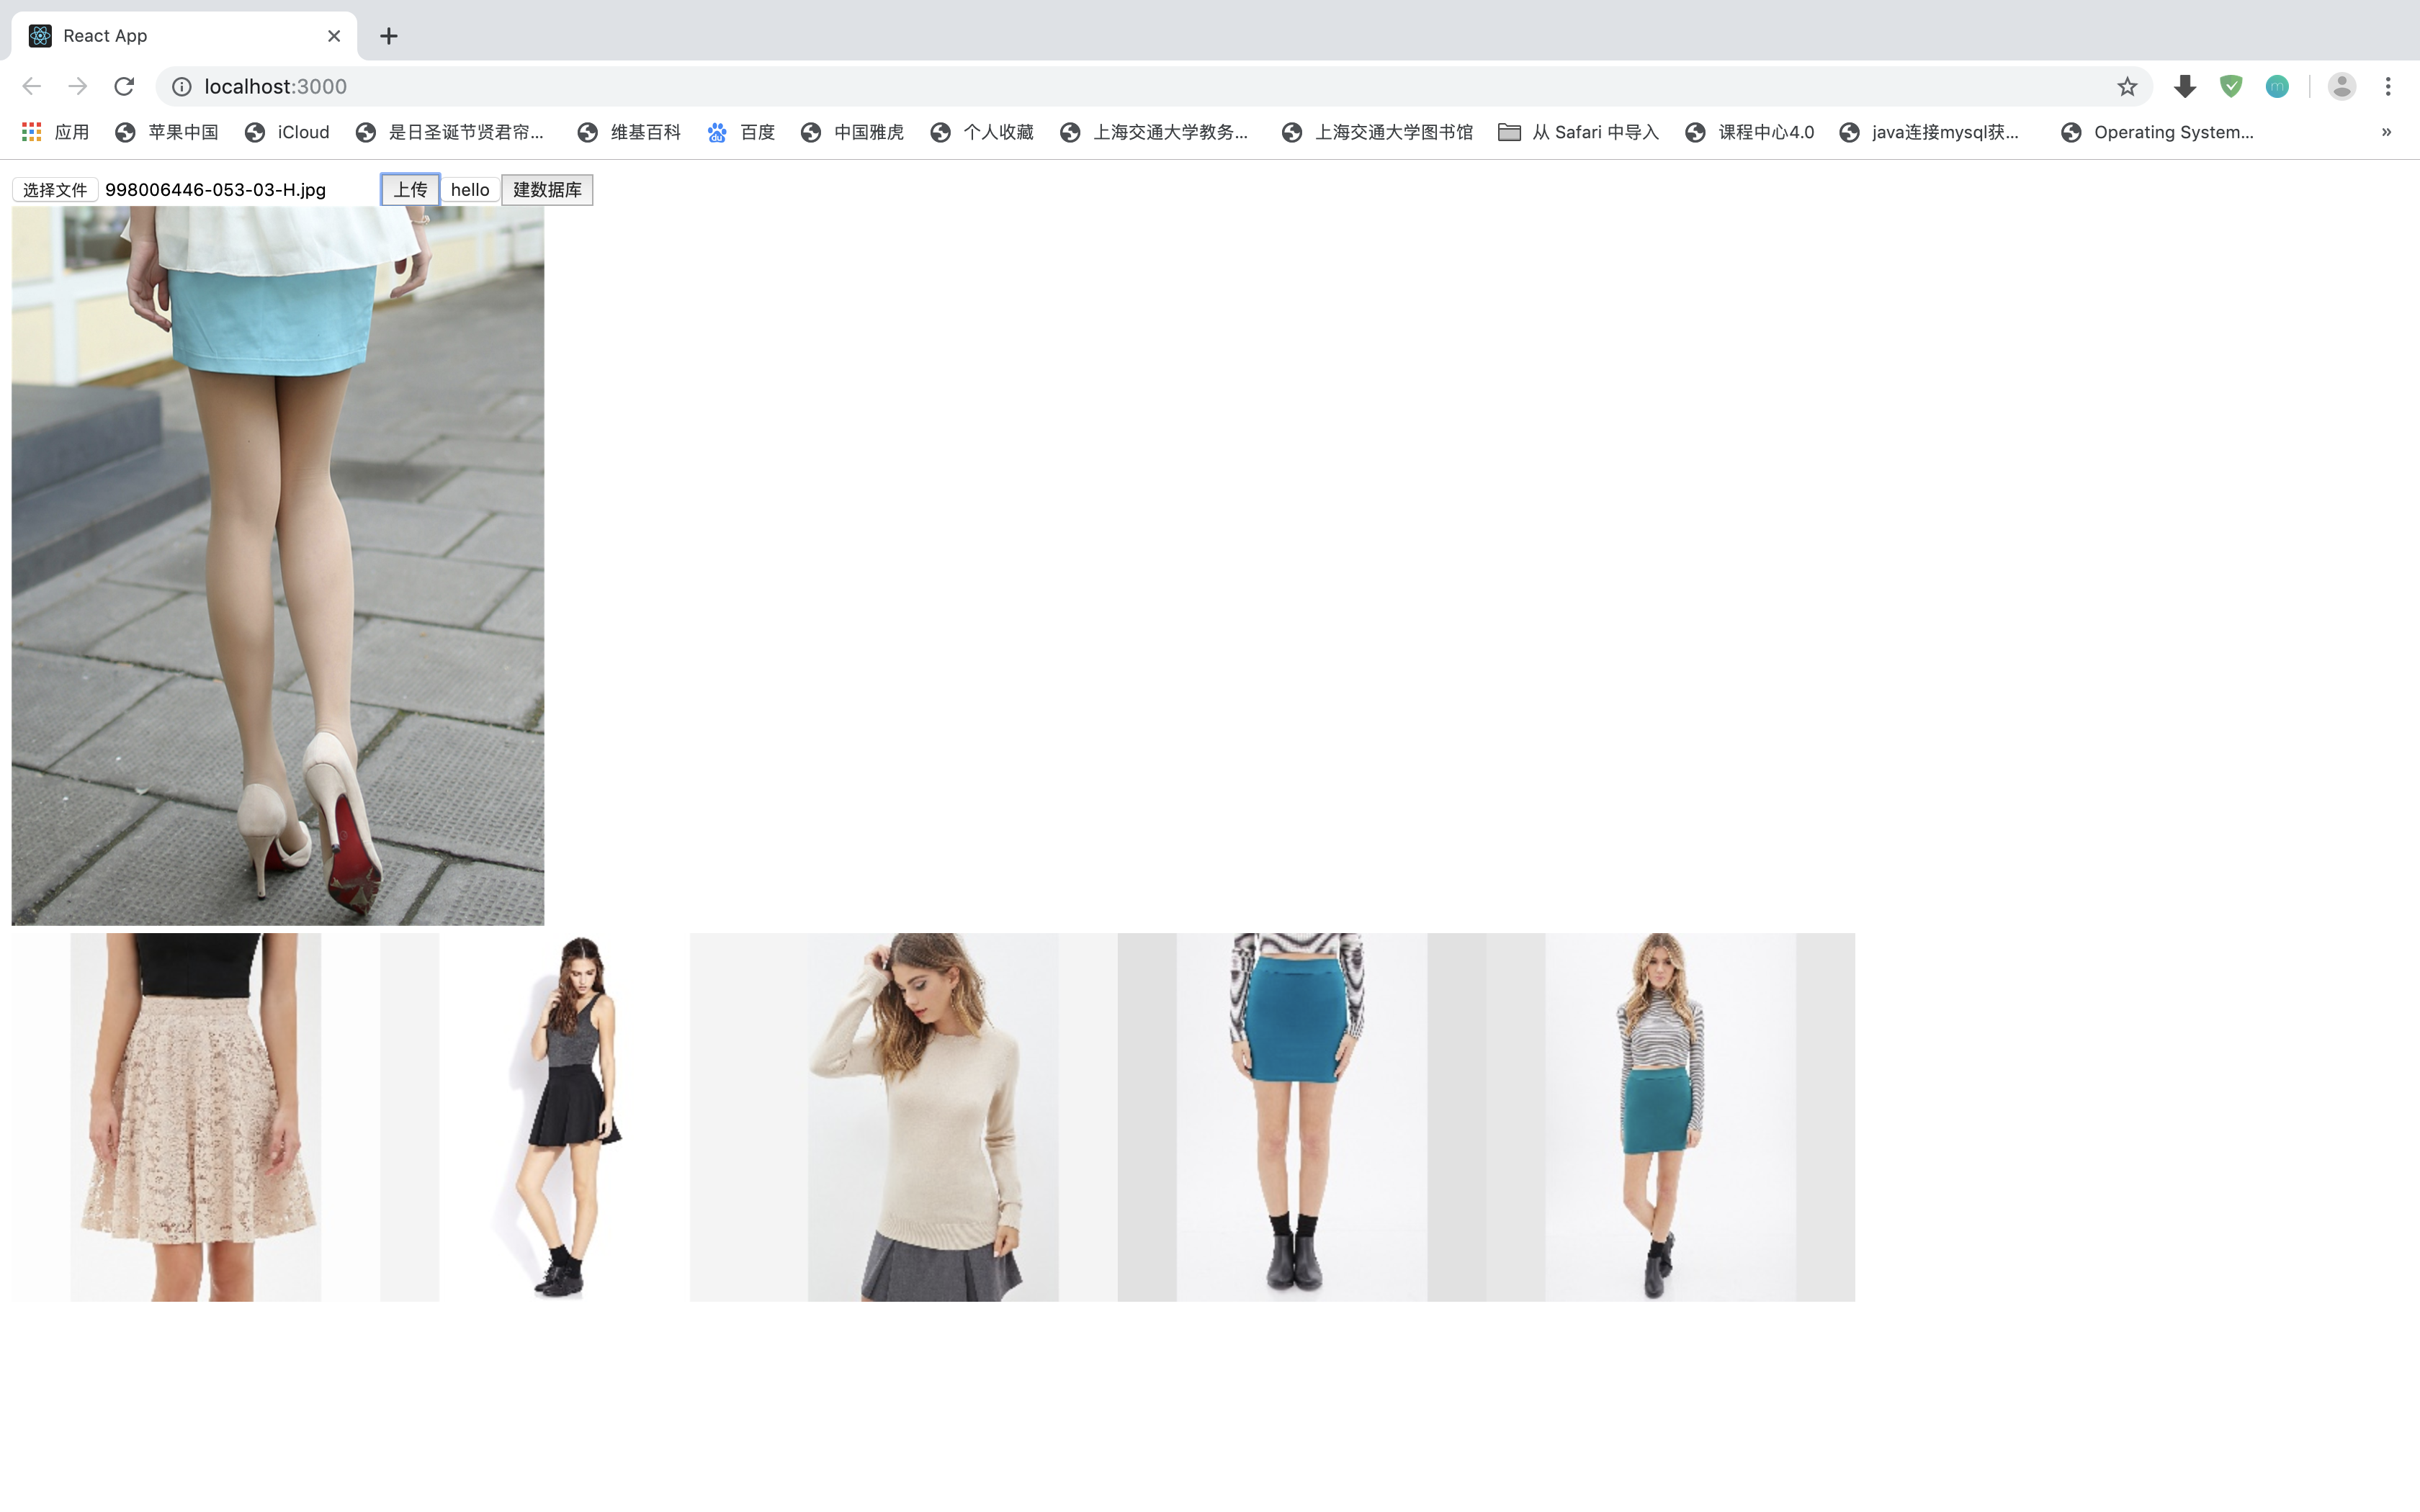 React App
localhost:3000
应用 苹果中国 iCloud 是日圣诞节贤君帘... 维基百科 百度 中国雅虎 个人收藏 上海交通大学教务... 上海交通大学图书馆 从 Safari 中导入 课程中心4.0 java连接mysql获... Operating System... »
选择文件 998006446-053-03-H.jpg 上传 hello 建数据库